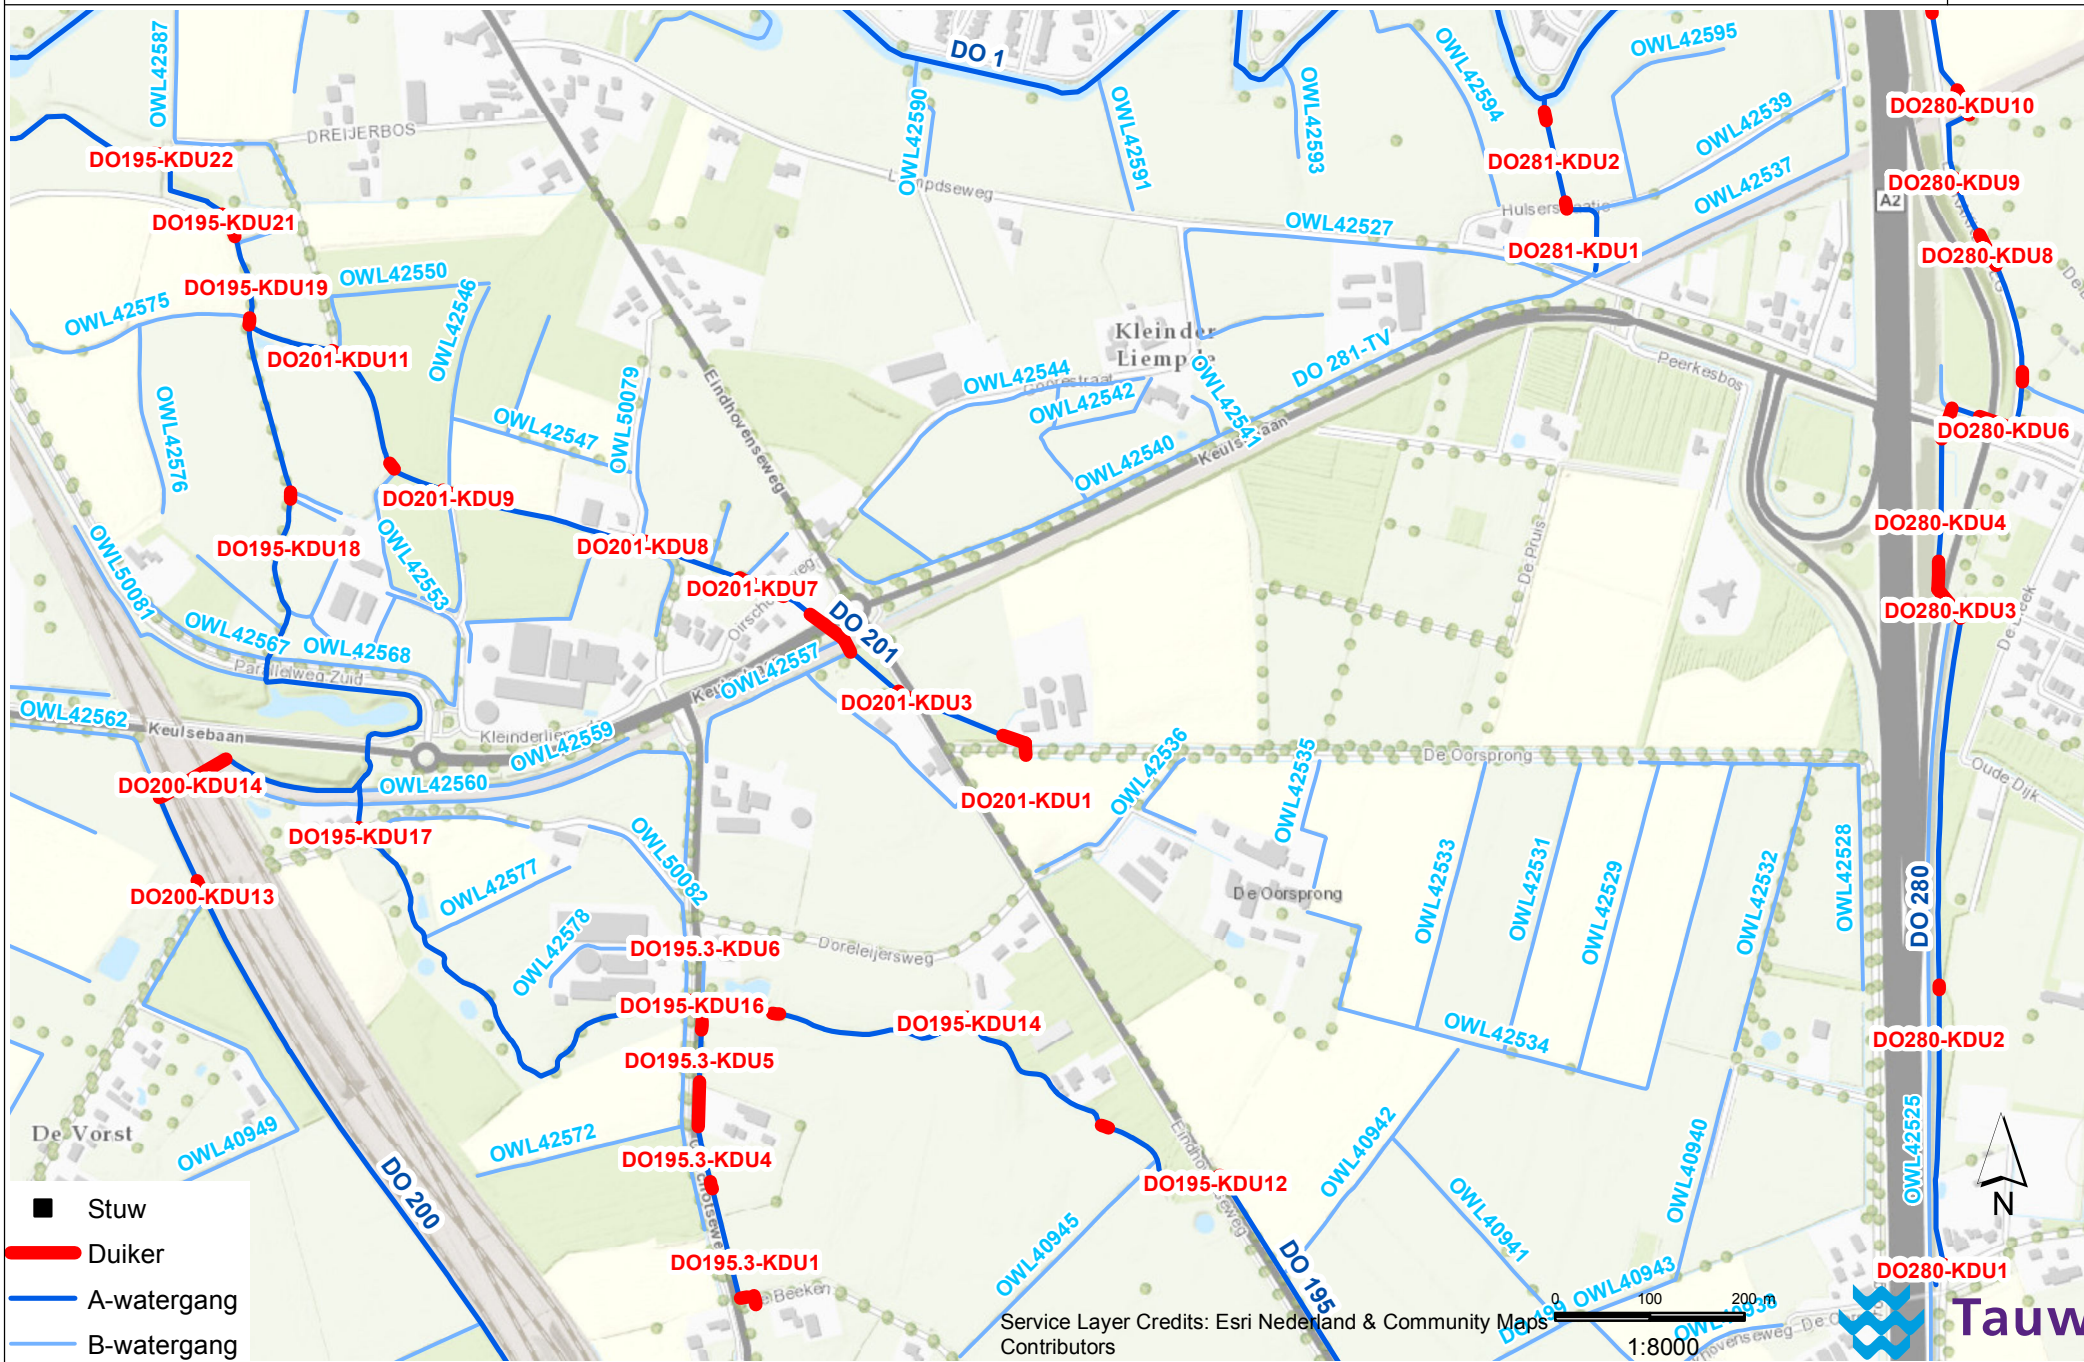 OWL42587
DO 1
OWL42590
OWL42591
OWL42593
OWL42594
OWL42595
OWL42539
OWL42537
DREIJERBOS
DO195-KDU22
DO195-KDU21
DO195-KDU19
Lempdseweg
DO281-KDU2
DO281-KDU1
OWL42527
A2
DO280-KDU10
DO280-KDU9
DO280-KDU8
OWL42575
OWL42550
OWL42546
DO201-KDU11
OWL42576
OWL42547
OWL50079
Eindhovenseweg
Kleinder
Liempde
OWL42544
OWL42542
OWL42541
OWL42540
DO 281-TV
Keulsebaan
Peerkesbos
DO280-KDU6
DO201-KDU9
DO195-KDU18
OWL42553
DO201-KDU8
DO201-KDU7
DO 201
De Pruis
DO280-KDU4
DO280-KDU3
OWL50081
OWL42567
OWL42568
Parallelweg Zuid
OWL42557
DO201-KDU3
OWL42562
Keulsebaan
OWL42559
OWL42560
DO200-KDU14
DO195-KDU17
DO201-KDU1
OWL42536
OWL42535
De Oorsprong
Oude Dijk
DO200-KDU13
OWL42577
OWL50082
OWL42578
De Oorsprong
OWL42533
OWL42531
OWL42529
OWL42532
OWL42528
DO 280
DO195.3-KDU6
Doreleijersweg
DO195-KDU16
DO195-KDU14
OWL42534
DO280-KDU2
DO195.3-KDU5
De Vorst
OWL40949
OWL42572
DO195.3-KDU4
DO195-KDU12
OWL40942
OWL40940
OWL42525
DO 200
OWL40945
OWL40941
DO195.3-KDU1
Beeken
DO 195
OWL40943
DO199
DO280-KDU1
N
Stuw
Duiker
A-watergang
B-watergang
Service Layer Credits: Esri Nederland & Community Maps
Contributors
0 100 200 m
1:8000
Tauw